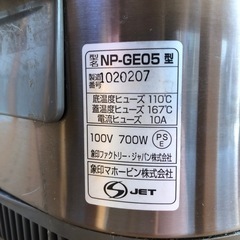 型名 NP-GE05 型
製造番号 1020207
底温度ヒューズ 110℃
蓋温度ヒューズ 167℃
電流ヒューズ 10A
100V 700W PSE
象印ファクトリー・ジャパン株式会社
象印マホービン株式会社
S JET